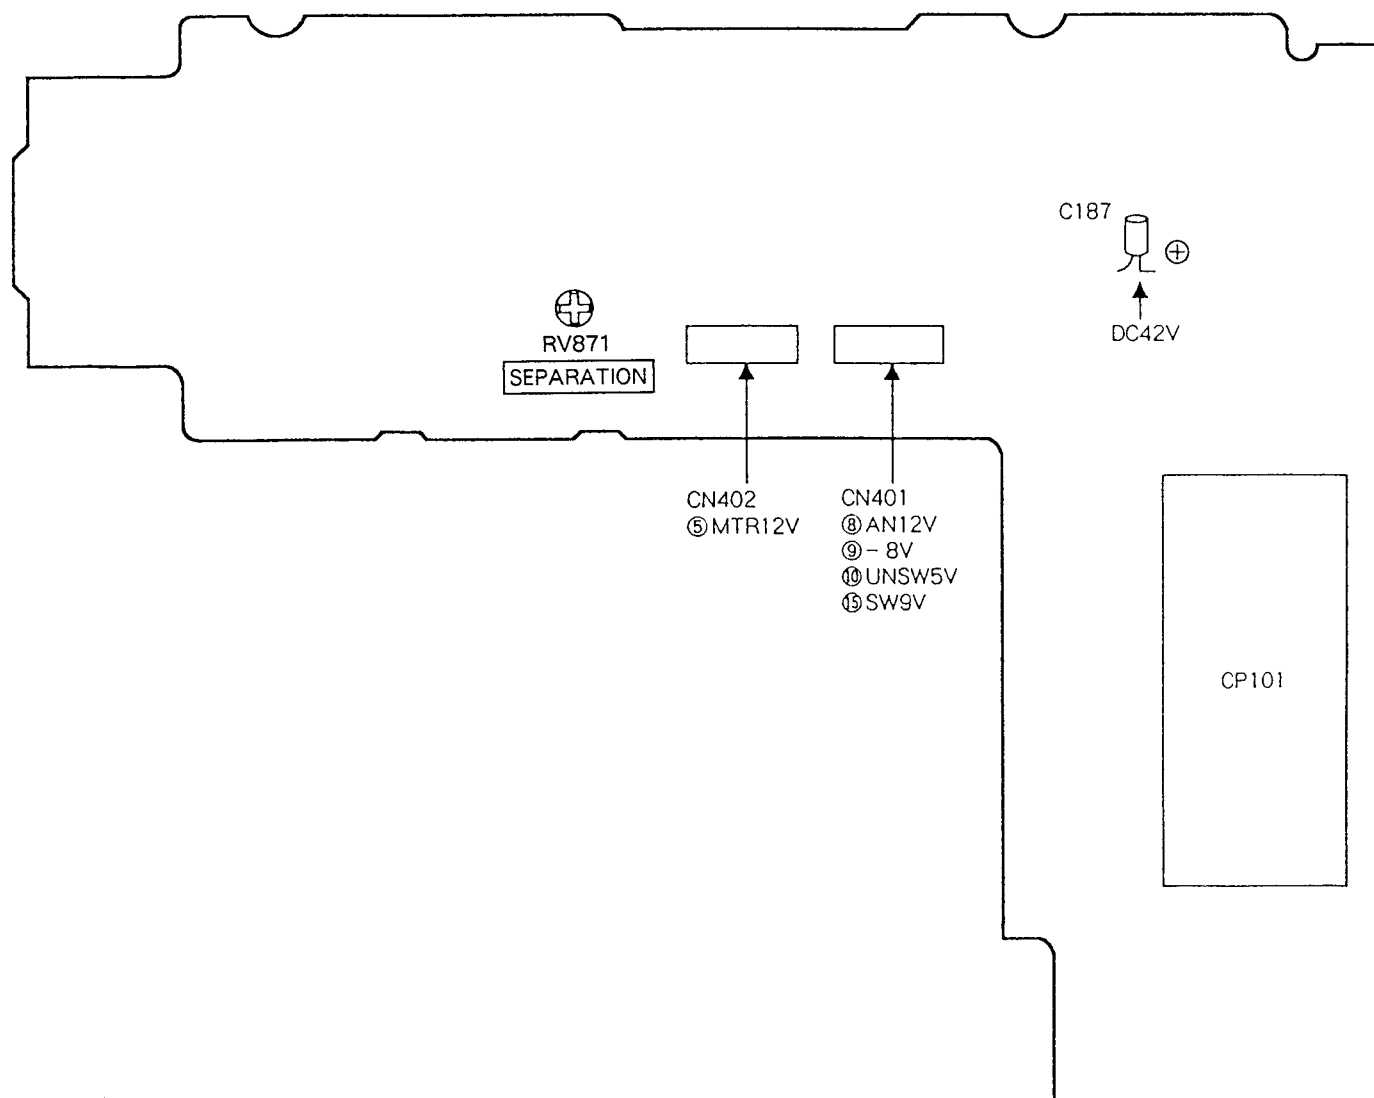 C187
⊕
DC42V
RV871
SEPARATION
CN402
⑤MTR12V
CN401
⑧AN12V
⑨- 8V
⑩UNSW5V
⑮SW9V
CP101